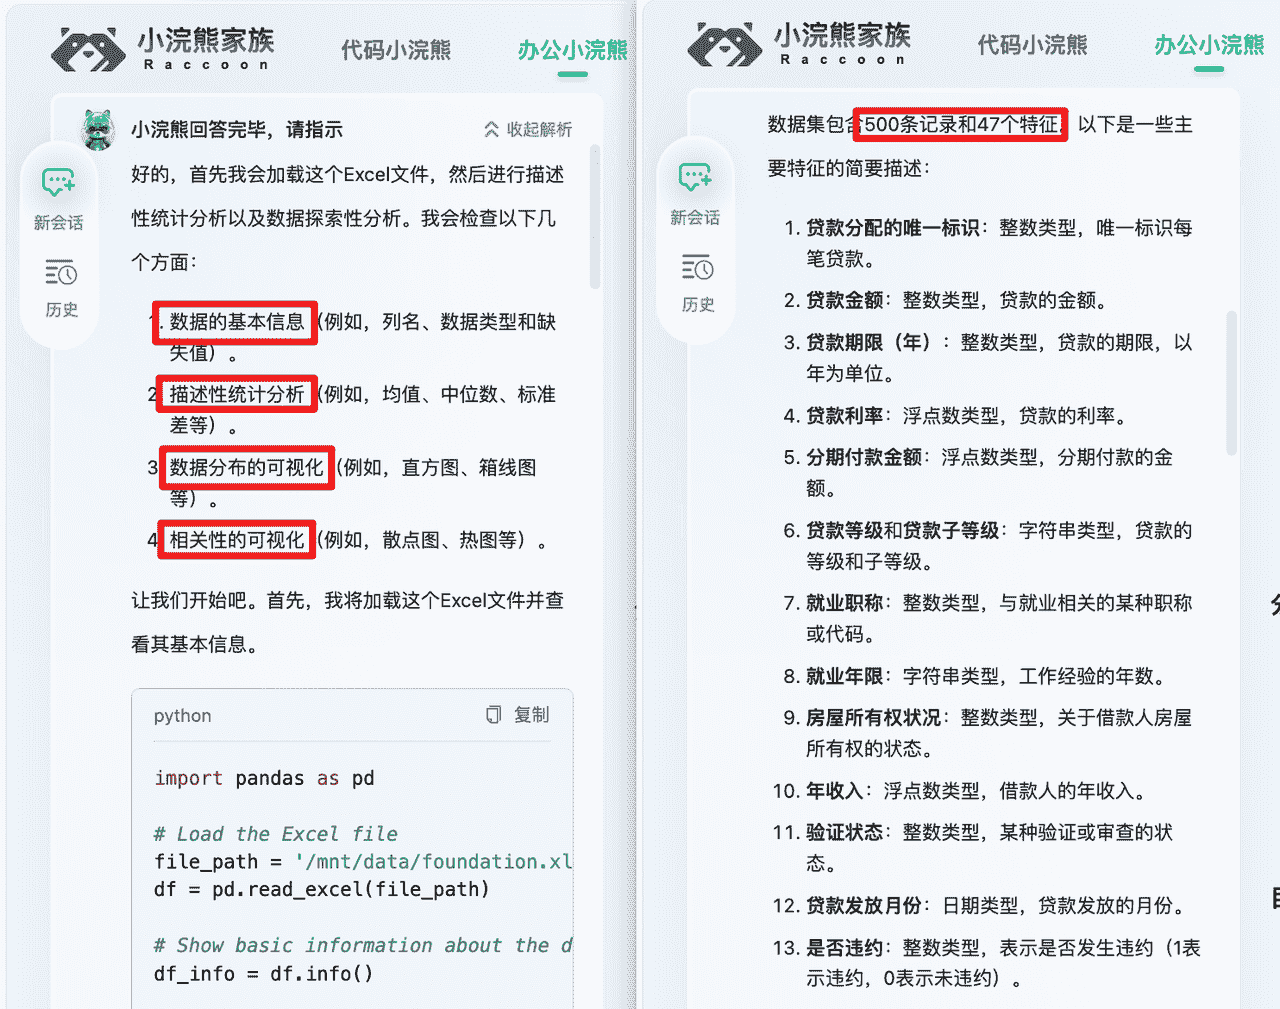 小浣熊家族
Raccoon
代码小浣熊
办公小浣熊
小浣熊回答完毕，请指示
收起解析
新会话
历史
好的，首先我会加载这个Excel文件，然后进行描述
性统计分析以及数据探索性分析。我会检查以下几
个方面：
1. 数据的基本信息（例如，列名、数据类型和缺
失值）。
2. 描述性统计分析（例如，均值、中位数、标准
差等）。
3. 数据分布的可视化（例如，直方图、箱线图
等）。
4. 相关性的可视化（例如，散点图、热图等）。
让我们开始吧。首先，我将加载这个Excel文件并查
看其基本信息。
python
复制
import pandas as pd
# Load the Excel file
file_path = '/mnt/data/foundation.xl
df = pd.read_excel(file_path)
# Show basic information about the d
df_info = df.info()
小浣熊家族
Raccoon
代码小浣熊
办公小浣熊
新会话
历史
数据集包含500条记录和47个特征。以下是一些主
要特征的简要描述：
1. 贷款分配的唯一标识：整数类型，唯一标识每
笔贷款。
2. 贷款金额：整数类型，贷款的金额。
3. 贷款期限（年）：整数类型，贷款的期限，以
年为单位。
4. 贷款利率：浮点数类型，贷款的利率。
5. 分期付款金额：浮点数类型，分期付款的金
额。
6. 贷款等级和贷款子等级：字符串类型，贷款的
等级和子等级。
7. 就业职称：整数类型，与就业相关的某种职称
或代码。
8. 就业年限：字符串类型，工作经验的年数。
9. 房屋所有权状况：整数类型，关于借款人房屋
所有权的状态。
10. 年收入：浮点数类型，借款人的年收入。
11. 验证状态：整数类型，某种验证或审查的状
态。
12. 贷款发放月份：日期类型，贷款发放的月份。
13. 是否违约：整数类型，表示是否发生违约（1表
示违约，0表示未违约）。